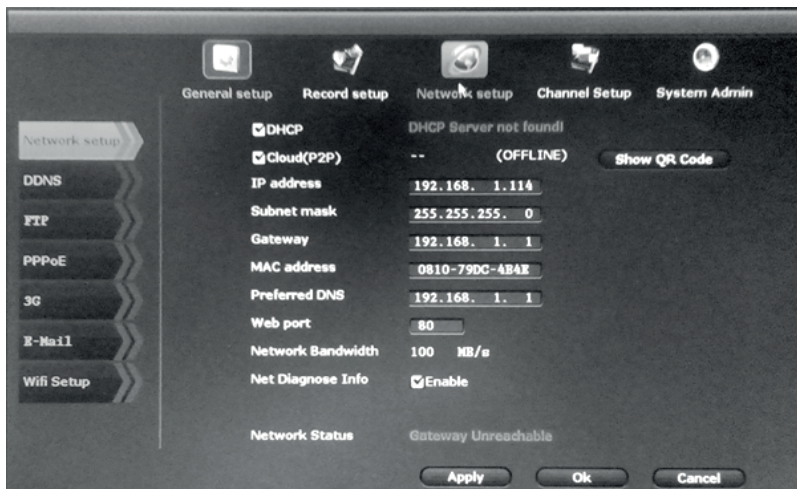 General setup Record setup Network setup Channel Setup System Admin
Network setup
DDNS
FTP
PPPoE
3G
E-Mail
Wifi Setup
DHCP DHCP Server not found!
Cloud(P2P) -- (OFFLINE) Show QR Code
IP address 192.168. 1.114
Subnet mask 255.255.255. 0
Gateway 192.168. 1. 1
MAC address 0810-79DC-4B4E
Preferred DNS 192.168. 1. 1
Web port 80
Network Bandwidth 100 MB/s
Net Diagnose Info Enable
Network Status Gateway Unreachable
Apply Ok Cancel